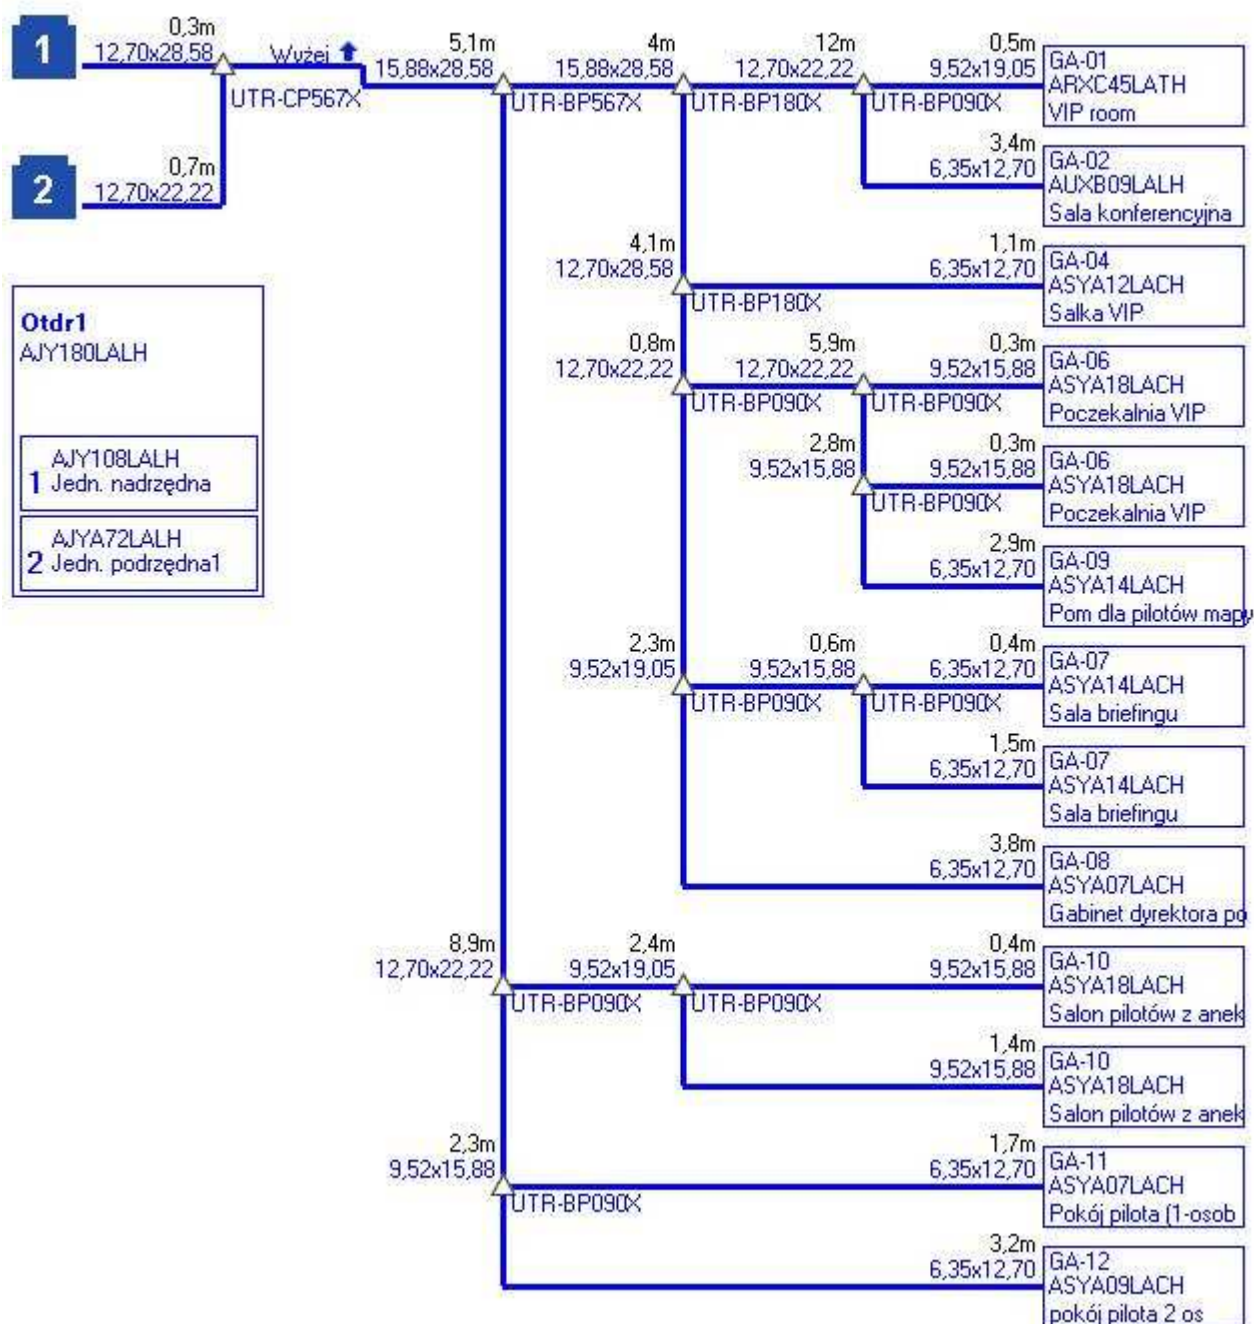 1
0,3m
12,70x28,58
UTR-CP567X
Wyżej
5,1m
15,88x28,58
UTR-BP567X
4m
15,88x28,58
UTR-BP180X
12m
12,70x22,22
UTR-BP090X
0,5m
9,52x19,05
GA-01
ARXC45LATH
VIP room
2
0,7m
12,70x22,22
3,4m
6,35x12,70
GA-02
AUXB09LALH
Sala konferencyjna
4,1m
12,70x28,58
UTR-BP180X
1,1m
6,35x12,70
GA-04
ASYA12LACH
Salka VIP
Otdr1
AJY180LALH
1
AJY108LALH
Jedn. nadrzędna
2
AJYA72LALH
Jedn. podrzędna1
0,8m
12,70x22,22
UTR-BP090X
5,9m
12,70x22,22
UTR-BP090X
0,3m
9,52x15,88
GA-06
ASYA18LACH
Poczekalnia VIP
2,8m
9,52x15,88
UTR-BP090X
0,3m
9,52x15,88
GA-06
ASYA18LACH
Poczekalnia VIP
2,9m
6,35x12,70
GA-09
ASYA14LACH
Pom dla pilotów mapy
2,3m
9,52x19,05
UTR-BP090X
0,6m
9,52x15,88
UTR-BP090X
0,4m
6,35x12,70
GA-07
ASYA14LACH
Sala briefingu
1,5m
6,35x12,70
GA-07
ASYA14LACH
Sala briefingu
3,8m
6,35x12,70
GA-08
ASYA07LACH
Gabinet dyrektora po
8,9m
12,70x22,22
UTR-BP090X
2,4m
9,52x19,05
UTR-BP090X
0,4m
9,52x15,88
GA-10
ASYA18LACH
Salon pilotów z anek
1,4m
9,52x15,88
GA-10
ASYA18LACH
Salon pilotów z anek
2,3m
9,52x15,88
UTR-BP090X
1,7m
6,35x12,70
GA-11
ASYA07LACH
Pokój pilota (1-osob
3,2m
6,35x12,70
GA-12
ASYA09LACH
pokój pilota 2 os